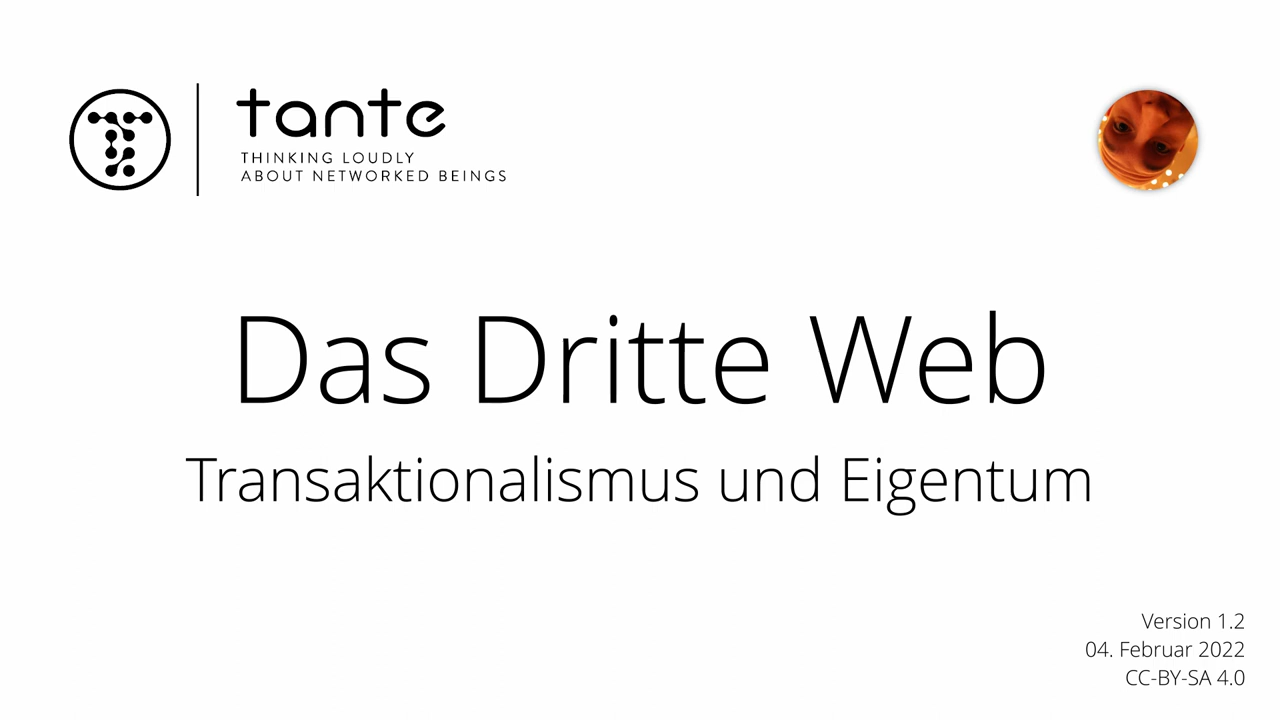 tante
THINKING LOUDLY
ABOUT NETWORKED BEINGS
Das Dritte Web
Transaktionalismus und Eigentum
Version 1.2
04. Februar 2022
CC-BY-SA 4.0